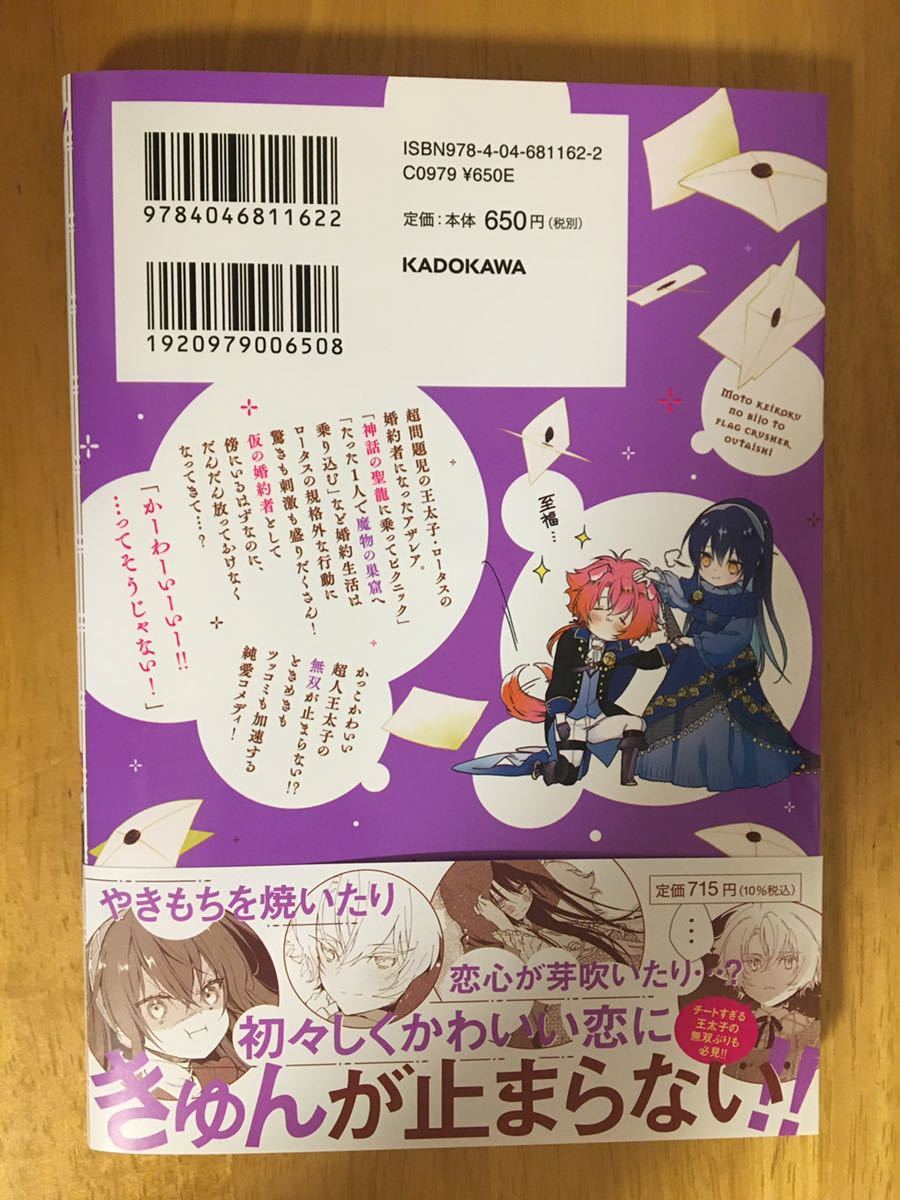 ISBN978-4-04-681162-2
C0979 ¥650E
定価:本体 650円(税別)
KADOKAWA
9784046811622
1920979006508
MOTO KEIKOKU
NO BIJO TO
FLAG CRUSHER
OUTAISHI
至福…
超問題児の王太子・ロータスの
婚約者になったアザレア。
「神話の聖龍に乗ってピクニック」
「たった1人で魔物の巣窟へ
乗り込む」など婚約生活は
ロータスの規格外な行動に
驚きも刺激も盛りだくさん!
仮の婚約者として
傍にいるはずなのに、
だんだん放っておけなく
なってきて…?
「かーわーいーいー!!
…ってそうじゃない!」
かっこかわいい
超人王太子の
無双が止まらない!?
ときめきも
ツッコミも加速する
純愛コメディ!
定価715円(10%税込)
やきもちを焼いたり
…
恋心が芽吹いたり…?
初々しくかわいい恋に
チートすぎる
王太子の
無双ぶりも
必見!!
きゅんが止まらない!!